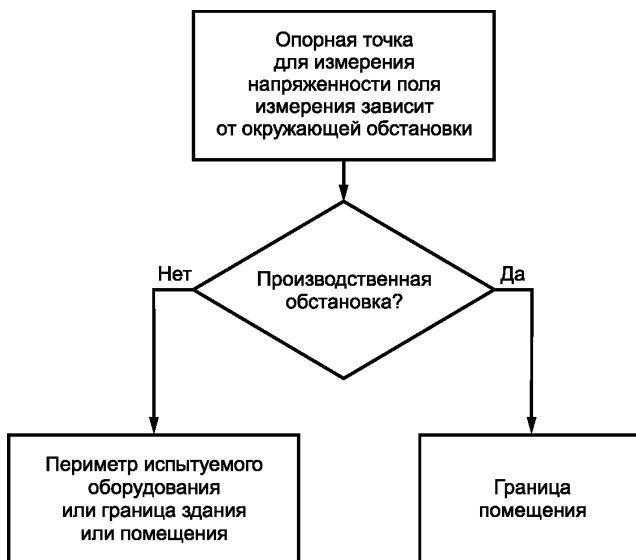 Опорная точка
для измерения
напряженности поля
измерения зависит
от окружающей обстановки
Нет
Да
Производственная
обстановка?
Периметр испытуемого
оборудования
или граница здания
или помещения
Граница
помещения